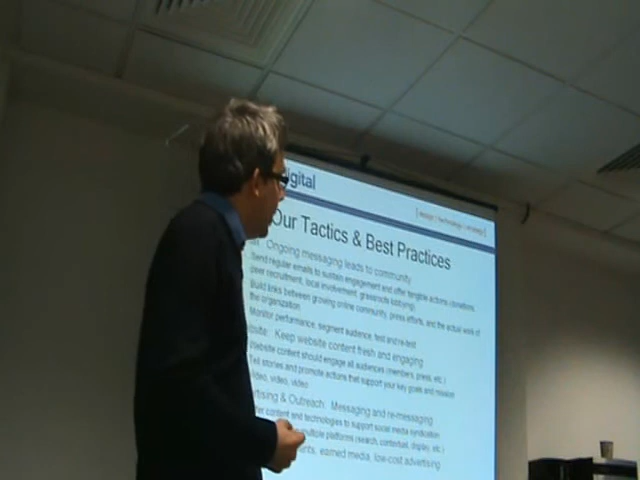 igital
[ design | technology | strategy ]
Our Tactics & Best Practices
Ongoing messaging leads to community
Send regular emails to sustain engagement and offer tangible actions (donations,
peer recruitment, local involvement, grassroots lobbying)
Build links between growing online community, press efforts, and the actual work of
the organization
Monitor performance, segment audience, test and re-test
site: Keep website content fresh and engaging
Website content should engage all audiences (members, press, etc.)
Tell stories and promote actions that support your key goals and mission
Video, video, video
rtising & Outreach: Messaging and re-messaging
content and technologies to support social media syndication
multiple platforms (search, contextual, display, etc.)
nts, earned media, low-cost advertising